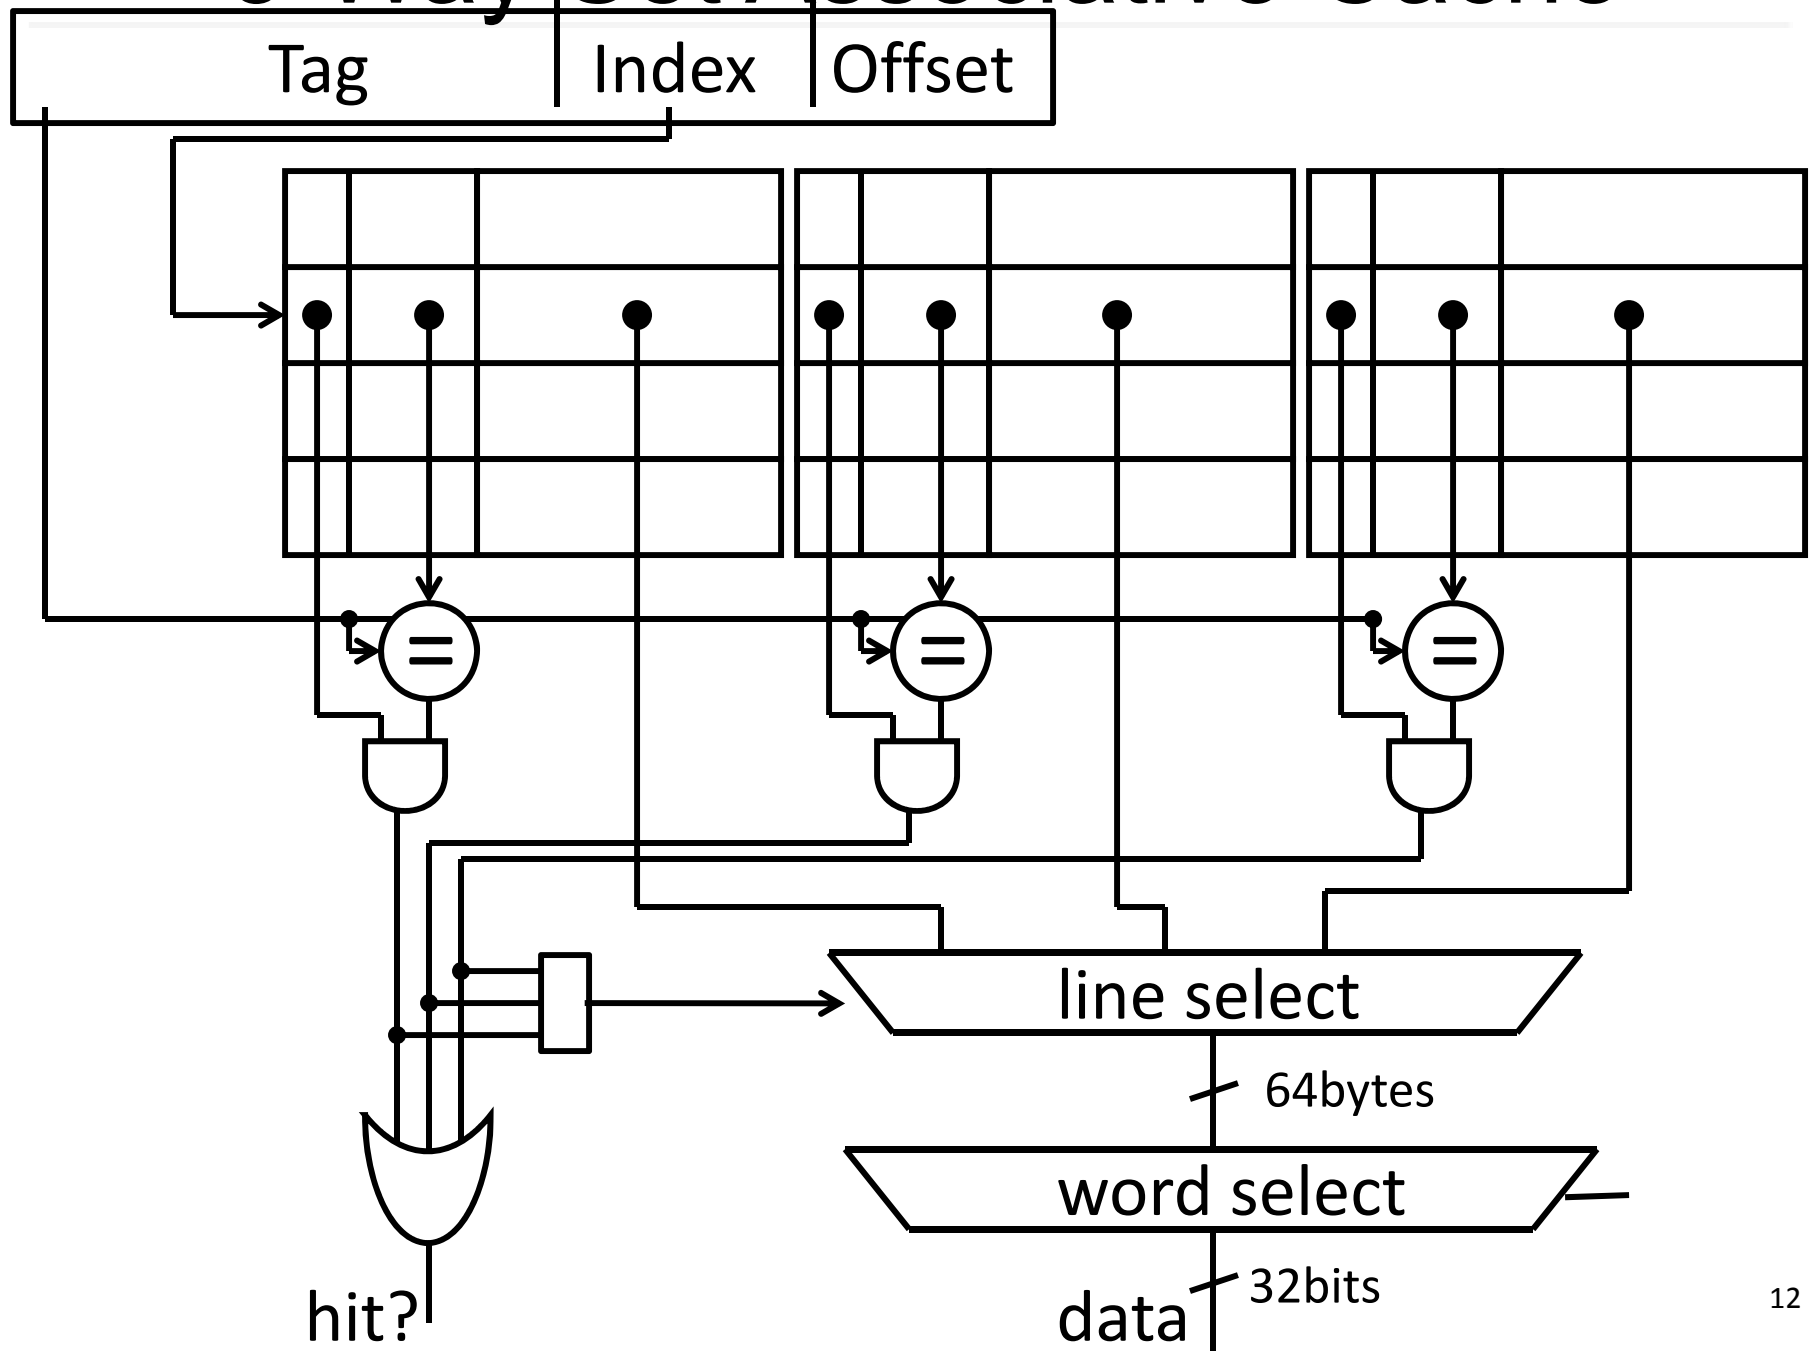 Tag Index Offset
=
=
=
line select
64bytes
word select
32bits
hit?
data
12